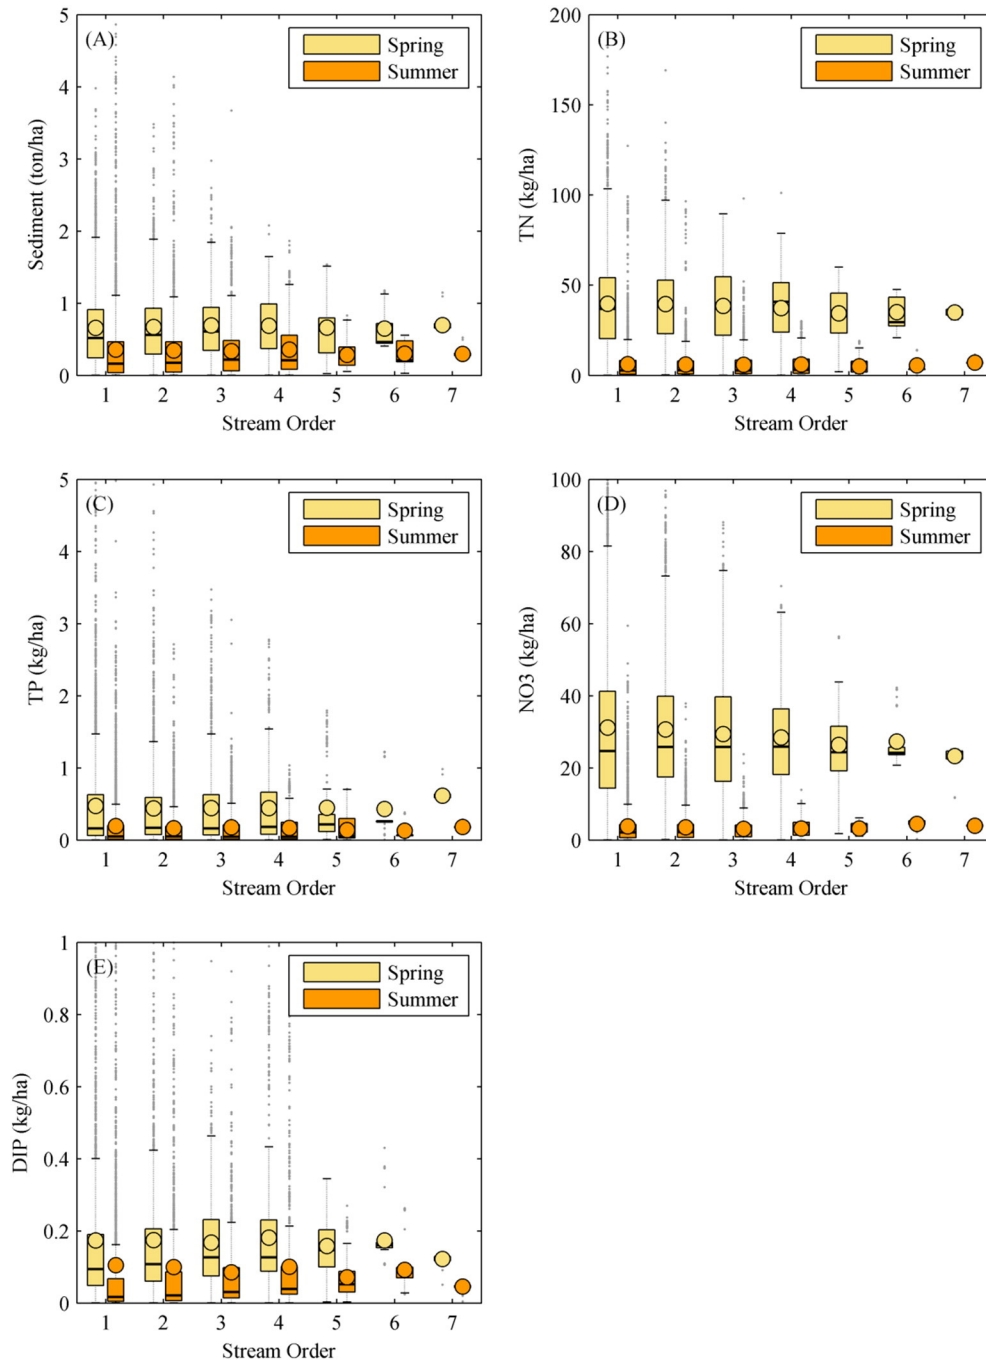 (A)
Spring
Summer
Sediment (ton/ha)
5
4
3
2
1
0
1 2 3 4 5 6 7
Stream Order
(B)
Spring
Summer
TN (kg/ha)
200
150
100
50
0
1 2 3 4 5 6 7
Stream Order
(C)
Spring
Summer
TP (kg/ha)
5
4
3
2
1
0
1 2 3 4 5 6 7
Stream Order
(D)
Spring
Summer
NO3 (kg/ha)
100
80
60
40
20
0
1 2 3 4 5 6 7
Stream Order
(E)
Spring
Summer
DIP (kg/ha)
1
0.8
0.6
0.4
0.2
0
1 2 3 4 5 6 7
Stream Order